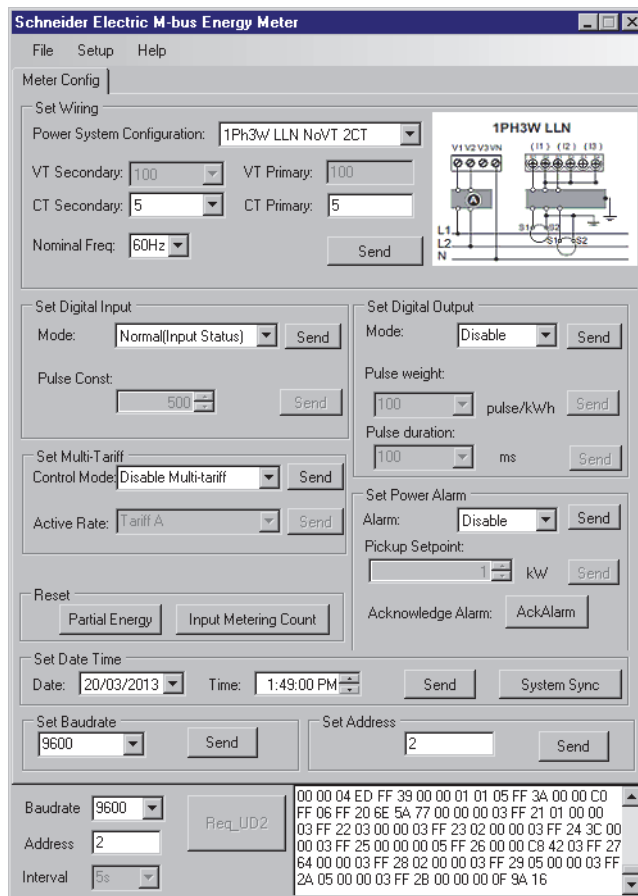 Schneider Electric M-bus Energy Meter
File Setup Help
Meter Config
Set Wiring
Power System Configuration: 1Ph3W LLN NoVT 2CT
VT Secondary: 100 VT Primary: 100
CT Secondary: 5 CT Primary: 5
Nominal Freq: 60Hz Send
1PH3W LLN
V1 V2 V3 VN (I1) (I2) (I3)
A
L1
L2
N
S1 S2
S1 S2
Set Digital Input
Mode: Normal(Input Status) Send
Pulse Const:
500 Send
Set Digital Output
Mode: Disable Send
Pulse weight:
100 pulse/kWh Send
Pulse duration:
100 ms Send
Set Multi-Tariff
Control Mode: Disable Multi-tariff Send
Active Rate: Tariff A Send
Set Power Alarm
Alarm: Disable Send
Pickup Setpoint:
1 kW Send
Acknowledge Alarm: AckAlarm
Reset
Partial Energy Input Metering Count
Set Date Time
Date: 20/03/2013 Time: 1:49:00 PM Send System Sync
Set Baudrate
9600 Send
Set Address
2 Send
Baudrate 9600
Address 2
Interval 5s
Req_UD2
00 00 04 ED FF 39 00 00 01 01 05 FF 3A 00 00 C0
FF 06 FF 20 6E 5A 77 00 00 00 03 FF 21 01 00 00
03 FF 22 03 00 00 03 FF 23 02 00 00 03 FF 24 3C 00
00 03 FF 25 00 00 00 05 FF 26 00 00 C8 42 03 FF 27
64 00 00 03 FF 28 02 00 00 03 FF 29 05 00 00 03 FF
2A 05 00 00 03 FF 2B 00 00 00 0F 9A 16